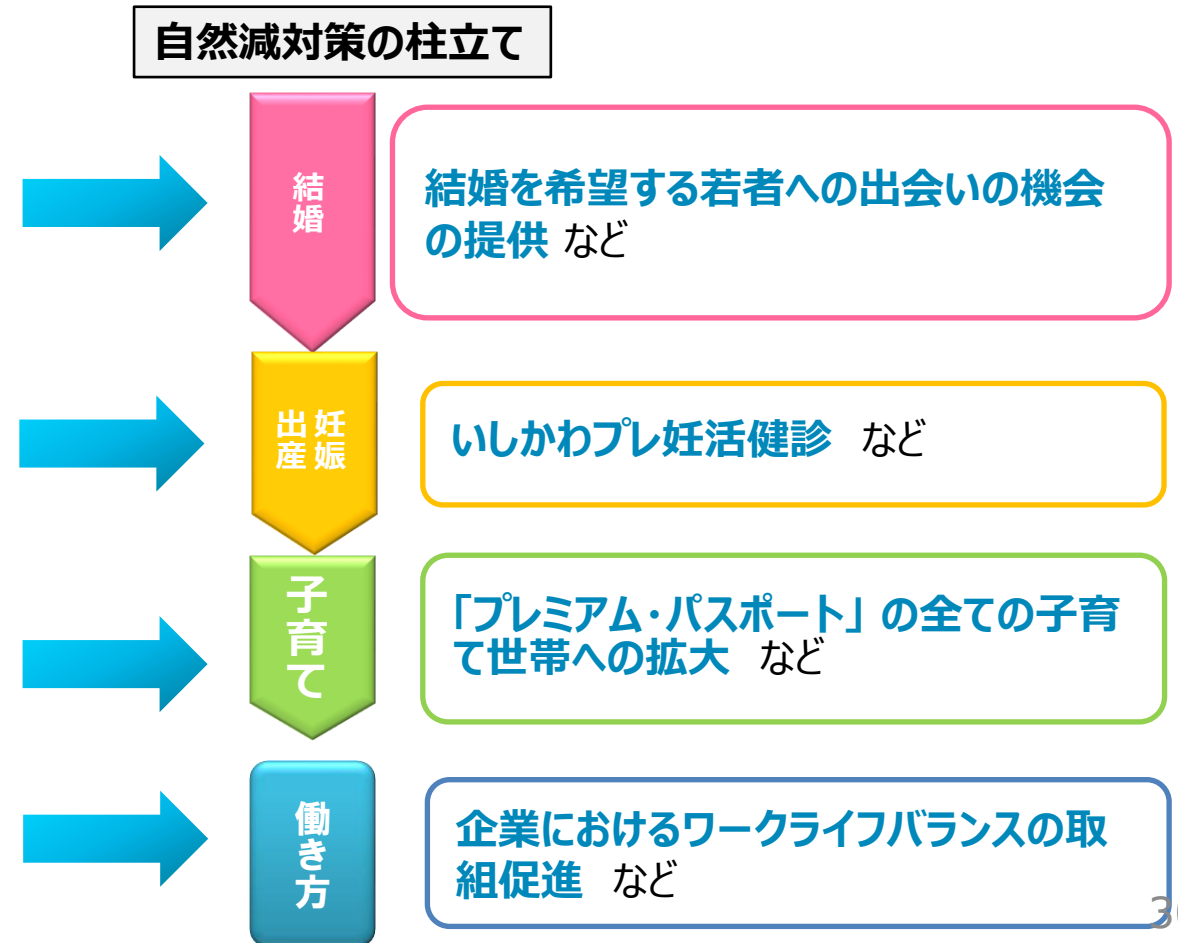 自然減対策の柱立て
結婚
結婚を希望する若者への出会いの機会
の提供 など
妊娠
出産
いしかわプレ妊活健診 など
子育て
「プレミアム・パスポート」の全ての子育
て世帯への拡大 など
働き方
企業におけるワークライフバランスの取
組促進 など